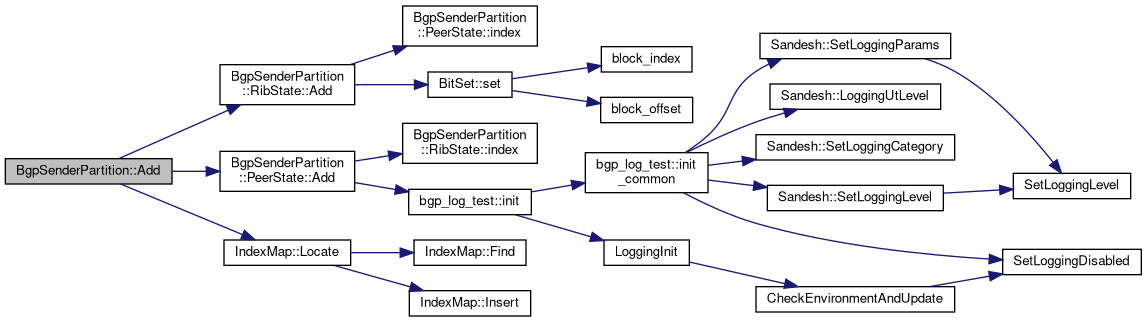 BgpSenderPartition::Add
BgpSenderPartition
::RibState::Add
BgpSenderPartition
::PeerState::Add
IndexMap::Locate
BgpSenderPartition
::PeerState::index
BitSet::set
BgpSenderPartition
::RibState::index
bgp_log_test::init
IndexMap::Find
IndexMap::Insert
block_index
block_offset
bgp_log_test::init
_common
LoggingInit
Sandesh::SetLoggingParams
Sandesh::LoggingUtLevel
Sandesh::SetLoggingCategory
Sandesh::SetLoggingLevel
CheckEnvironmentAndUpdate
SetLoggingLevel
SetLoggingDisabled